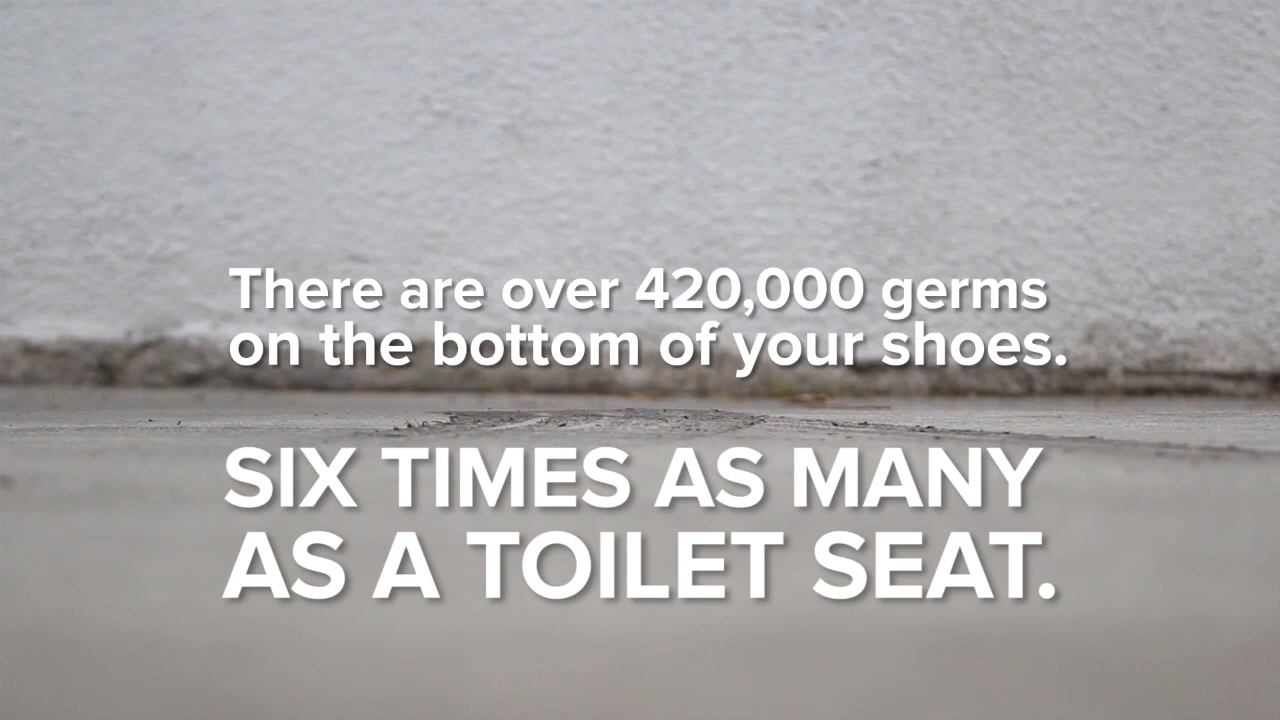 There are over 420,000 germs
on the bottom of your shoes.
SIX TIMES AS MANY
AS A TOILET SEAT.